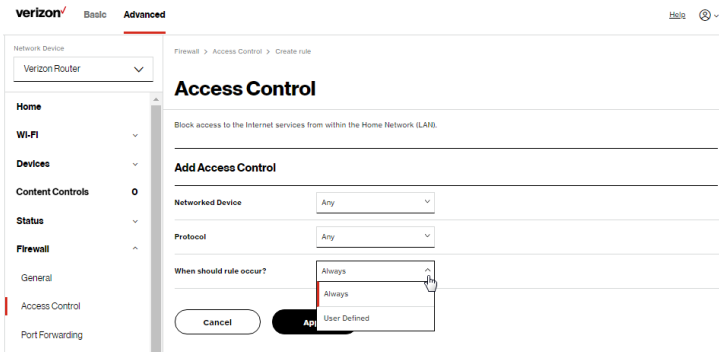 verizon✓ Basic Advanced Help
Network Device
Verizon Router
Home
Wi-Fi
Devices
Content Controls 0
Status
Firewall
General
Access Control
Port Forwarding
Firewall > Access Control > Create rule
Access Control
Block access to the Internet services from within the Home Network (LAN).
Add Access Control
Networked Device Any
Protocol Any
When should rule occur? Always
Always
User Defined
Cancel